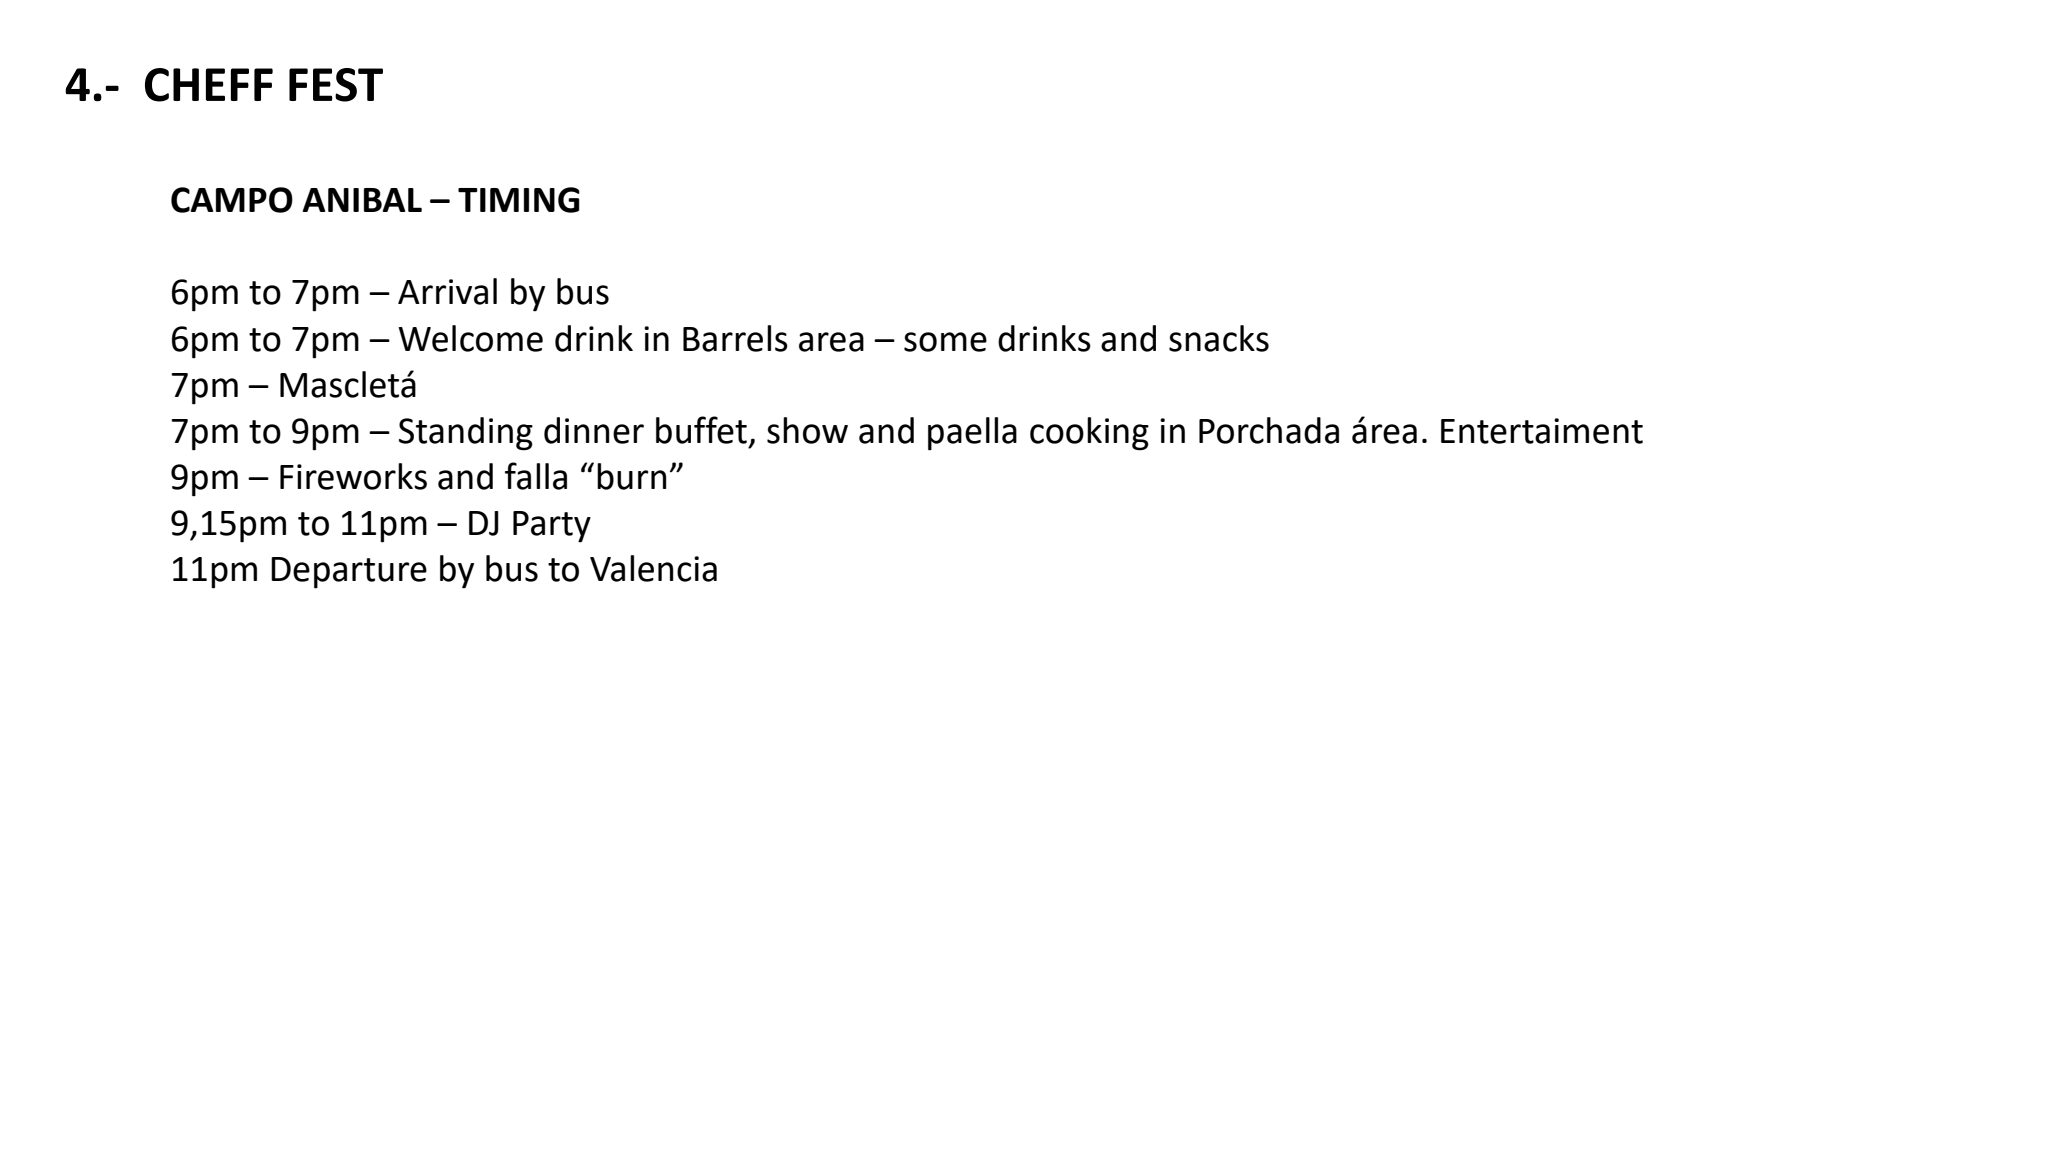 4.- CHEFF FEST
CAMPO ANIBAL – TIMING
6pm to 7pm – Arrival by bus
6pm to 7pm – Welcome drink in Barrels area – some drinks and snacks
7pm – Mascletá
7pm to 9pm – Standing dinner buffet, show and paella cooking in Porchada área. Entertaiment
9pm – Fireworks and falla “burn”
9,15pm to 11pm – DJ Party
11pm Departure by bus to Valencia